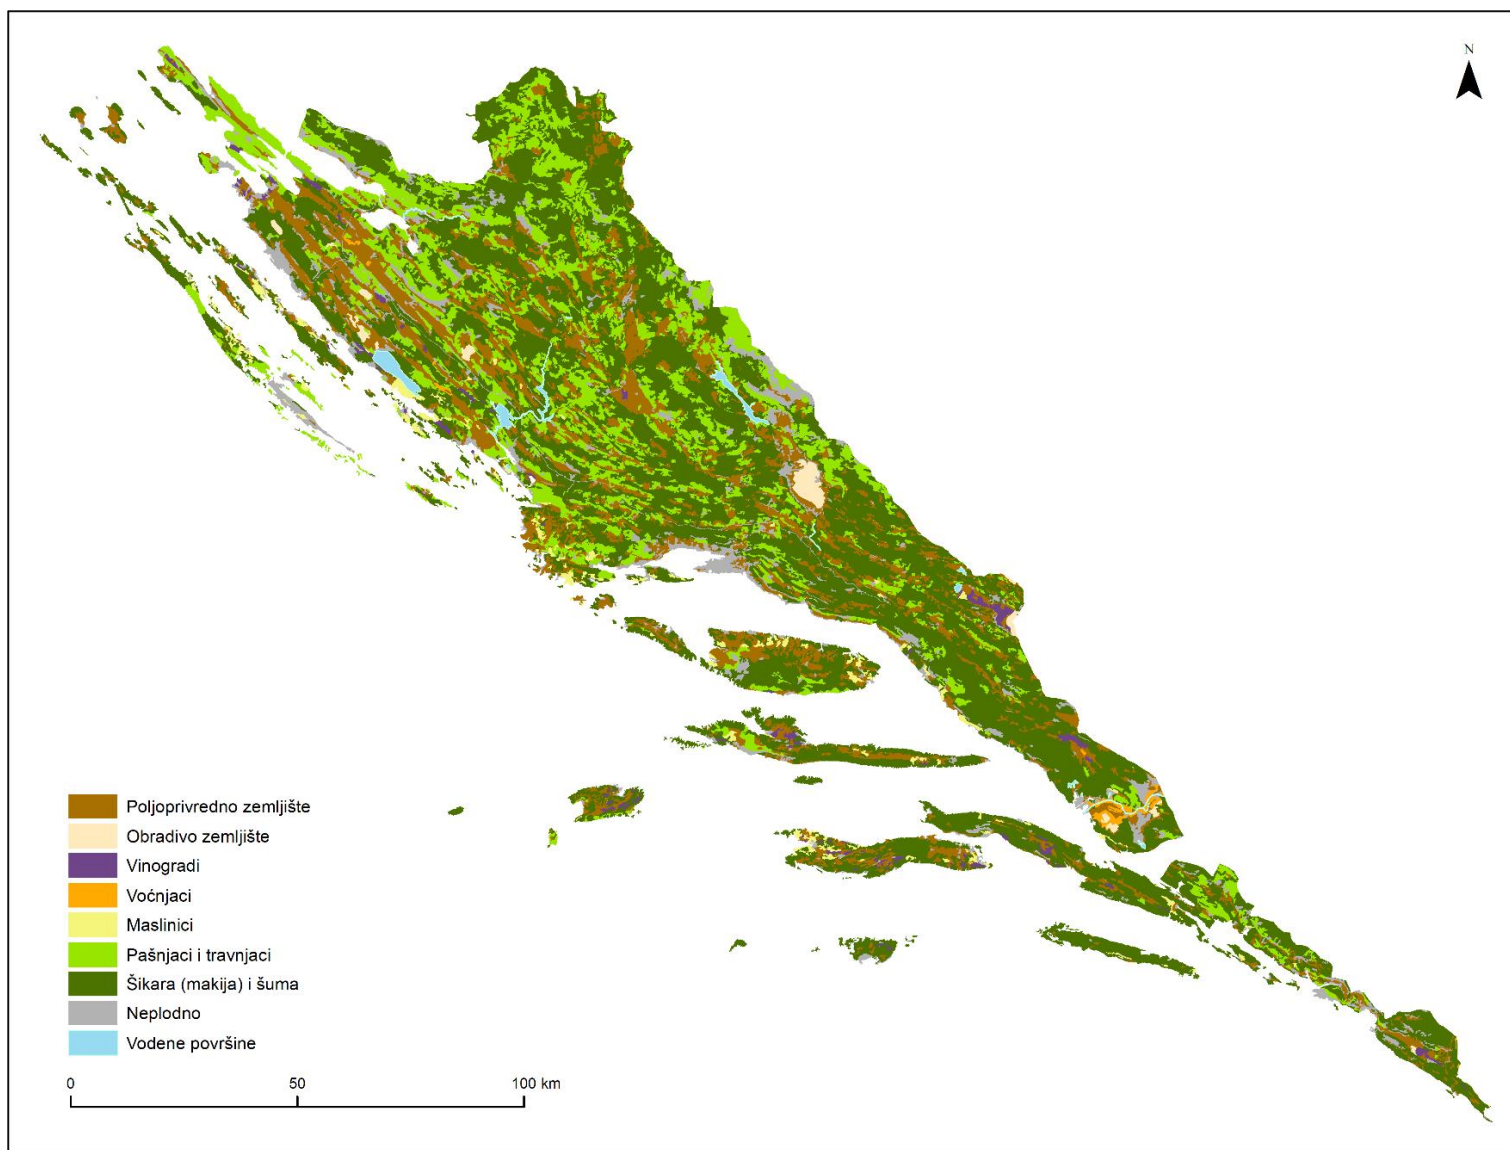 N
Poljoprivredno zemljište
Obradivo zemljište
Vinogradi
Voćnjaci
Maslinici
Pašnjaci i travnjaci
Šikara (makija) i šuma
Neplodno
Vodene površine
0 50 100 km